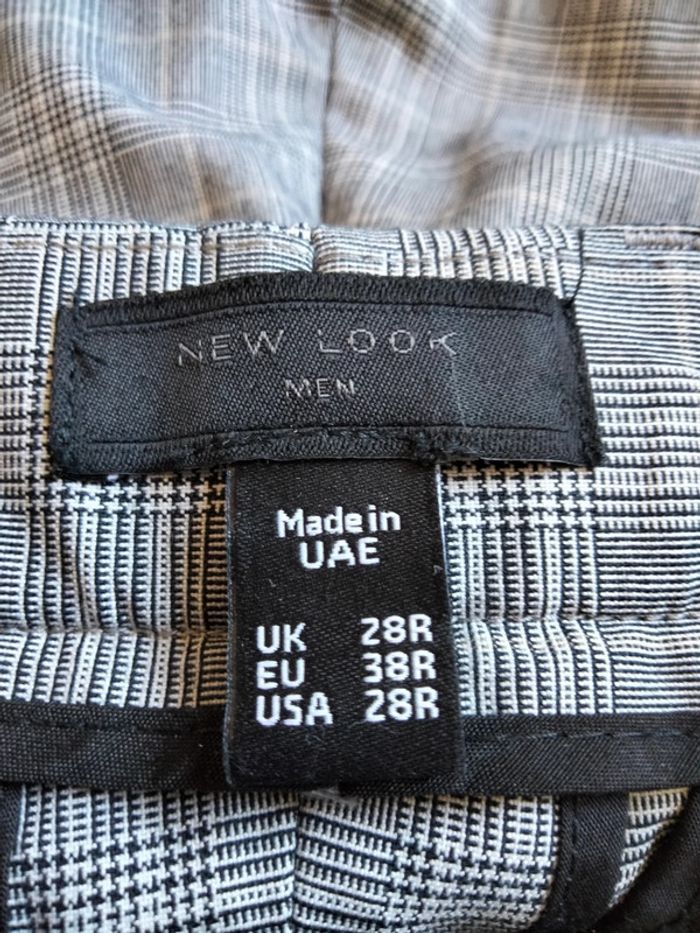 NEW LOOK
MEN
Made in
UAE
UK 28R
EU 38R
USA 28R